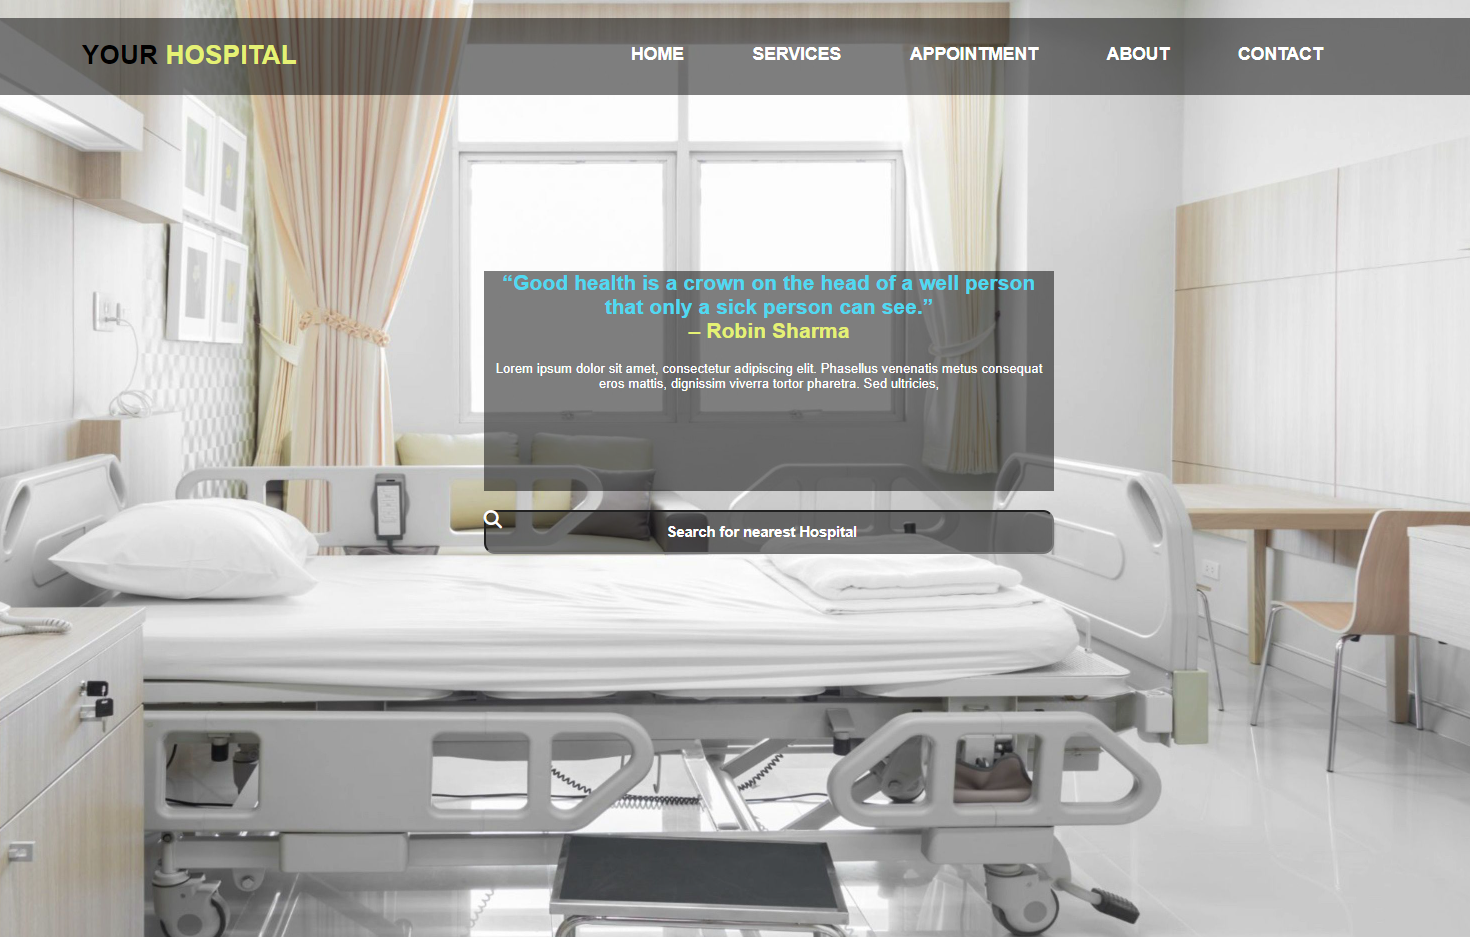 YOUR HOSPITAL
HOME SERVICES APPOINTMENT ABOUT CONTACT
“Good health is a crown on the head of a well person
that only a sick person can see.”
– Robin Sharma
Lorem ipsum dolor sit amet, consectetur adipiscing elit. Phasellus venenatis metus consequat
eros mattis, dignissim viverra tortor pharetra. Sed ultricies,
Search for nearest Hospital